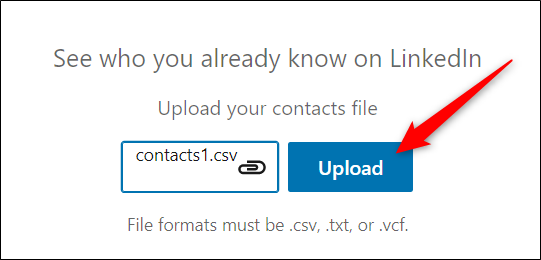 See who you already know on LinkedIn
Upload your contacts file
contacts1.csv
Upload
File formats must be .csv, .txt, or .vcf.